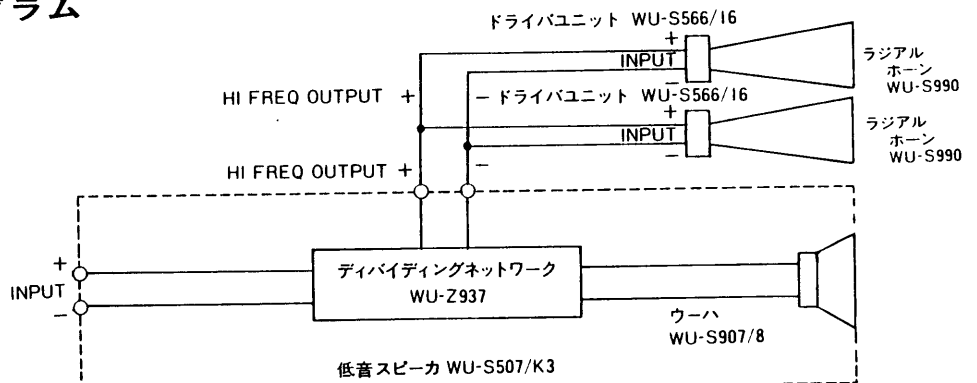 ラム
ドライバユニット WU-S566/16
+
INPUT
−
ラジアル
ホーン
WU-S990
HI FREQ OUTPUT +
− ドライバユニット WU-S566/16
+
INPUT
−
ラジアル
ホーン
WU-S990
HI FREQ OUTPUT +
−
+
INPUT
−
ディバイディングネットワーク
WU-Z937
ウーハ
WU-S907/8
低音スピーカ WU-S507/K3